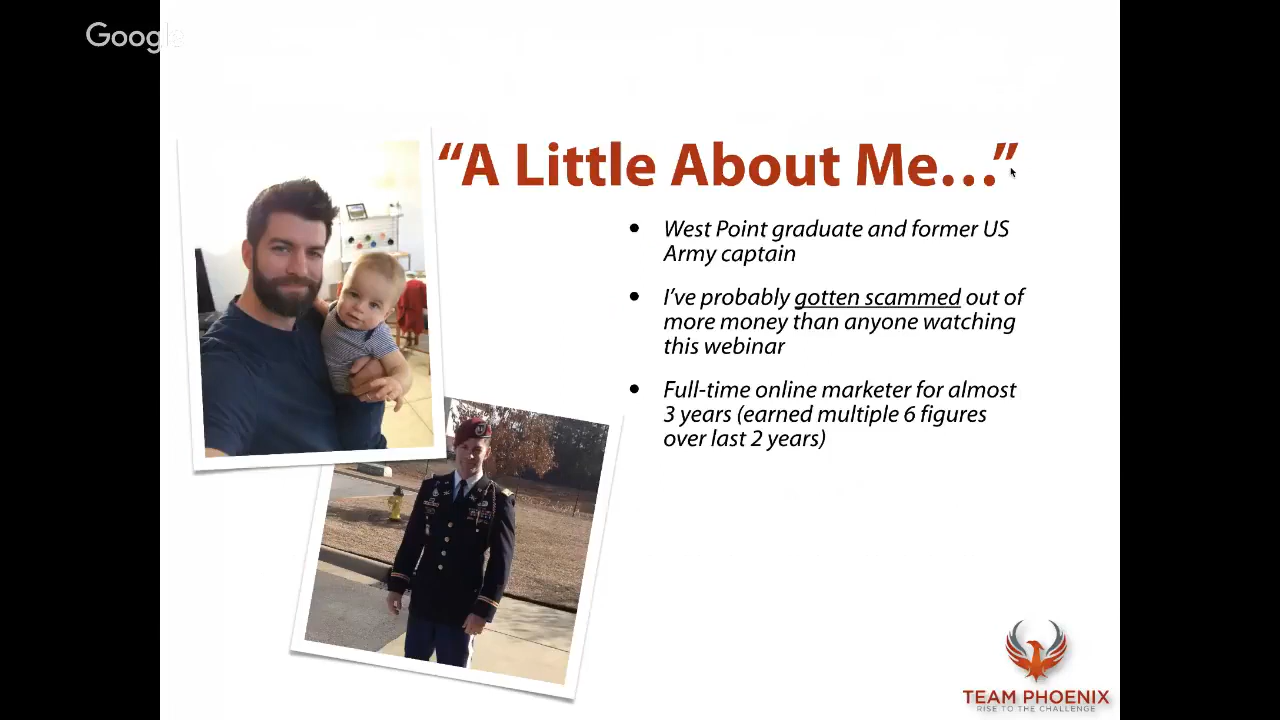 Google
“A Little About Me...”
• West Point graduate and former US
Army captain
• I’ve probably gotten scammed out of
more money than anyone watching
this webinar
• Full-time online marketer for almost
3 years (earned multiple 6 figures
over last 2 years)
TEAM PHOENIX
RISE TO THE CHALLENGE